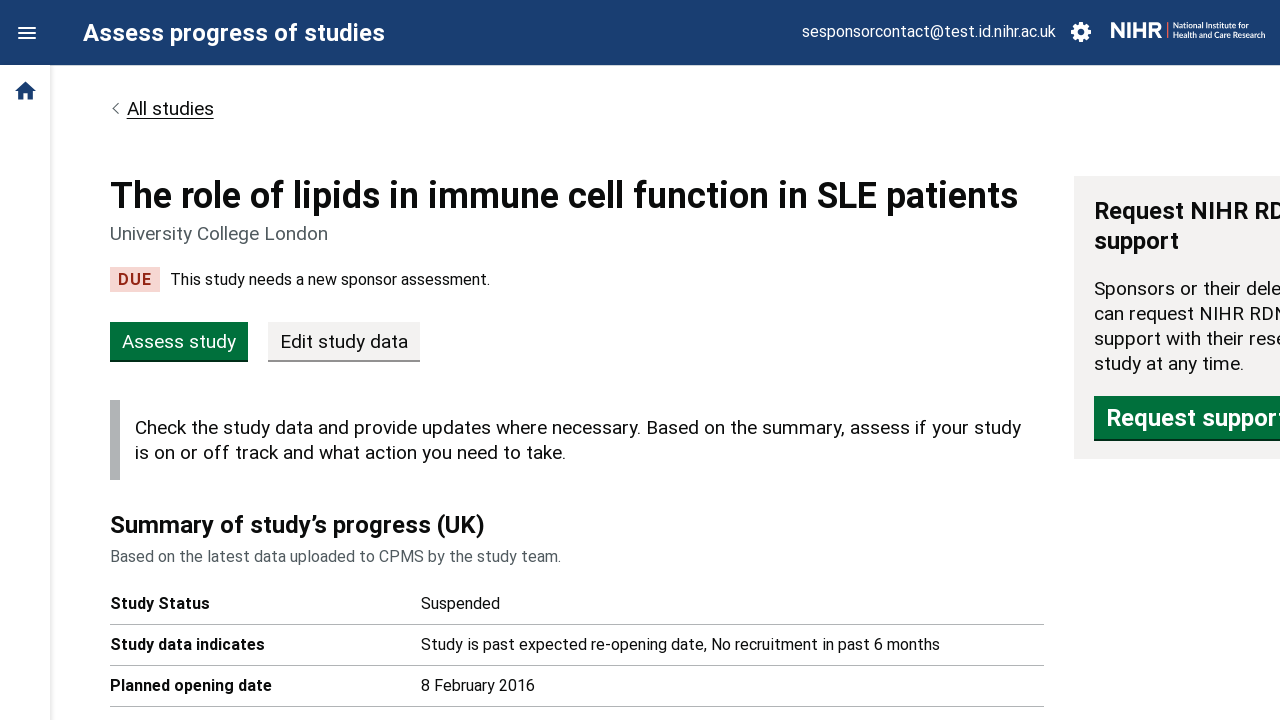 Assess progress of studies
sesponsorcontact@test.id.nihr.ac.uk
NIHR | National Institute for
Health and Care Research
All studies
The role of lipids in immune cell function in SLE patients
University College London
DUE This study needs a new sponsor assessment.
Assess study
Edit study data
Check the study data and provide updates where necessary. Based on the summary, assess if your study
is on or off track and what action you need to take.
Summary of study’s progress (UK)
Based on the latest data uploaded to CPMS by the study team.
Study Status Suspended
Study data indicates Study is past expected re-opening date, No recruitment in past 6 months
Planned opening date 8 February 2016
Request NIHR RD
support
Sponsors or their dele
can request NIHR RDN
support with their rese
study at any time.
Request support